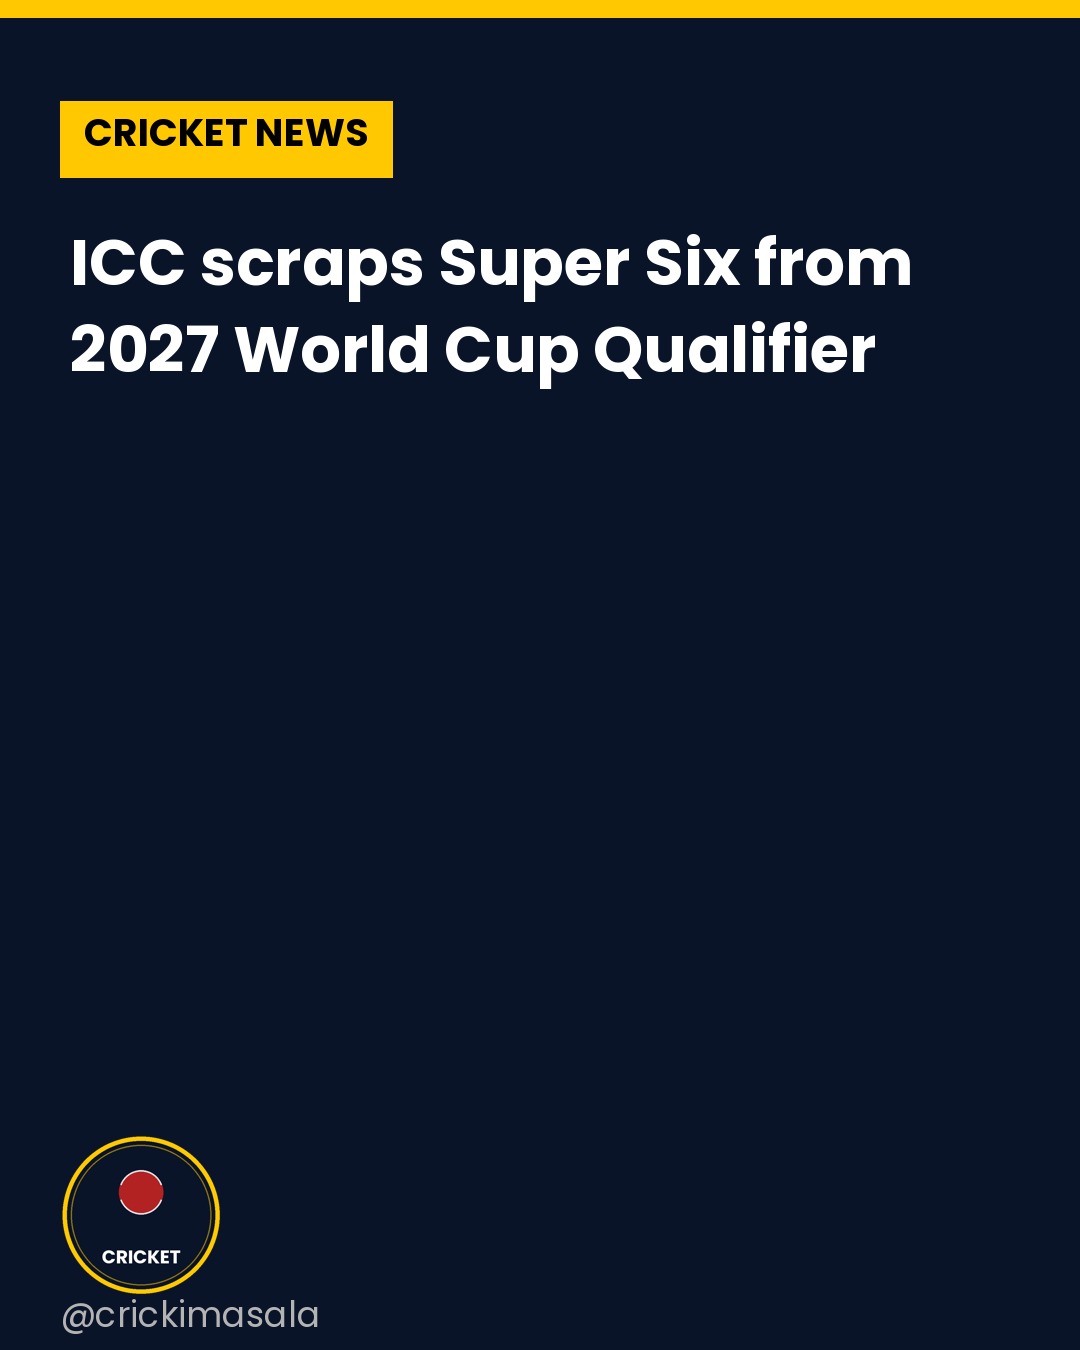 CRICKET NEWS
ICC scraps Super Six from
2027 World Cup Qualifier
CRICKET
@crickimasala